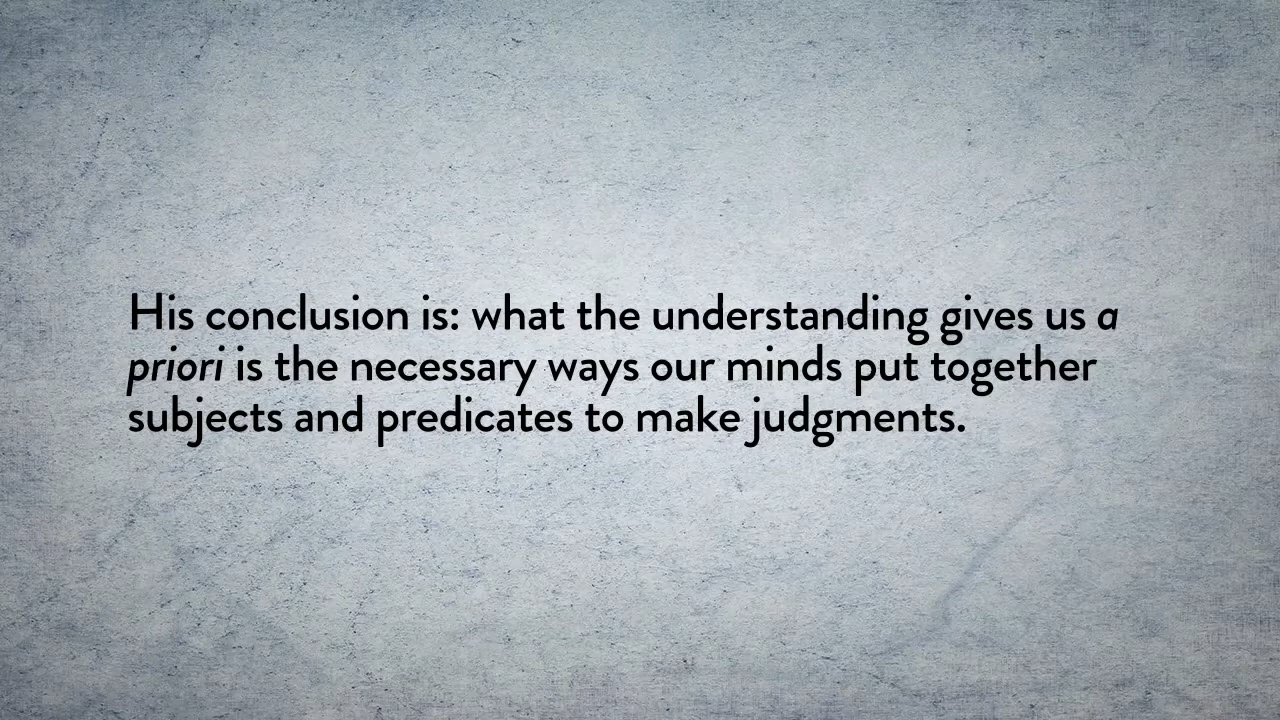 His conclusion is: what the understanding gives us a
priori is the necessary ways our minds put together
subjects and predicates to make judgments.